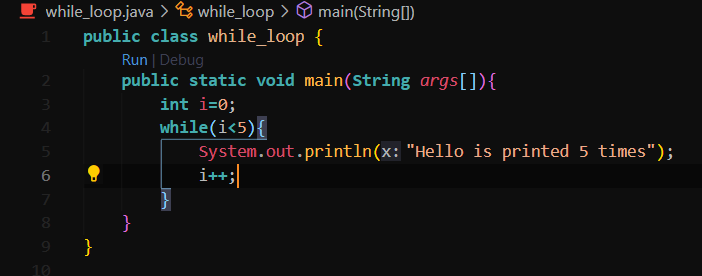 while_loop.java > while_loop > main(String[])
1 public class while_loop {
Run | Debug
2 public static void main(String args[]){
3 int i=0;
4 while(i<5){
5 System.out.println(x: "Hello is printed 5 times");
6 i++;
7 }
8 }
9 }
10